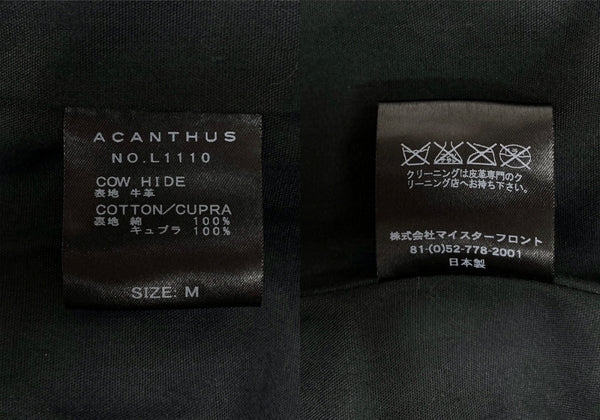 ACANTHUS
NO.L1110
COW HIDE
表地 牛革
COTTON/CUPRA
裏地 綿 100%
キュプラ 100%
SIZE: M
クリーニングは皮革専門のク
リーニング店へお持ち下さい。
株式会社マイスターフロント
81-(0)52-778-2001
日本製